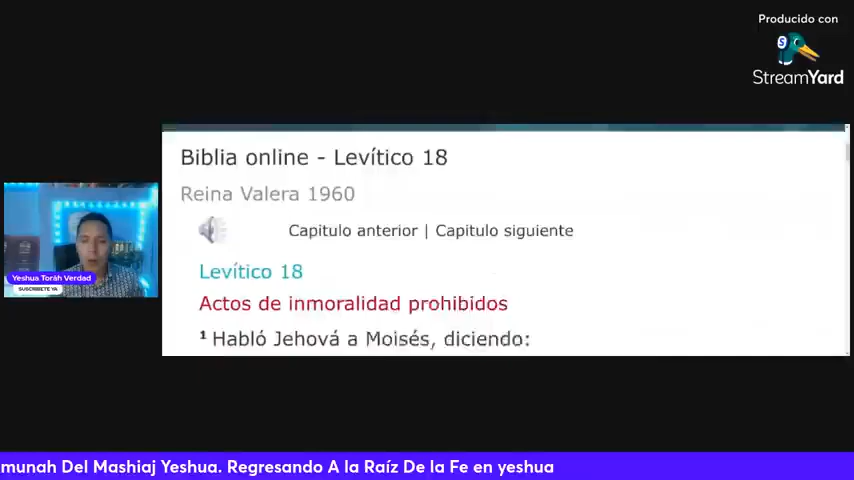 Producido con
StreamYard
Biblia online - Levítico 18
Reina Valera 1960
Capitulo anterior | Capitulo siguiente
Levítico 18
Actos de inmoralidad prohibidos
1 Habló Jehová a Moisés, diciendo:
Yeshua Toráh Verdad
SUSCRIBETE YA
munah Del Mashiaj Yeshua. Regresando A la Raíz De la Fe en yeshua